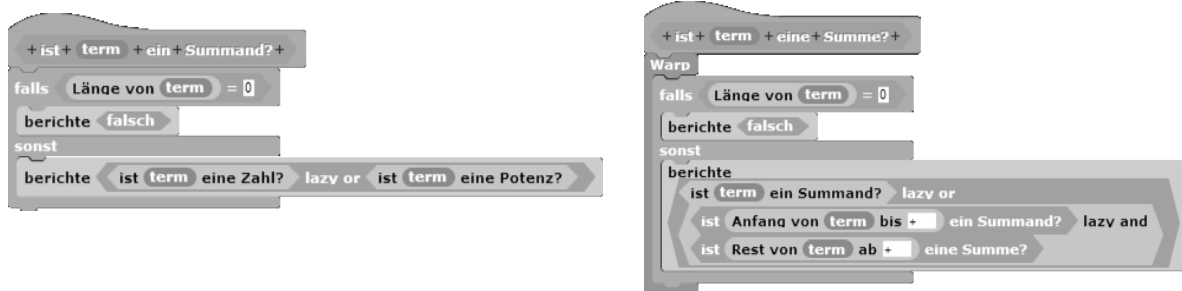 +ist+ term +ein+Summand?+
falls Länge von term = 0
berichte falsch
sonst
berichte ist term eine Zahl? lazy or ist term eine Potenz?
+ist+ term +eine+Summe?+
Warp
falls Länge von term = 0
berichte falsch
sonst
berichte
ist term ein Summand? lazy or
ist Anfang von term bis + ein Summand? lazy and
ist Rest von term ab + eine Summe?